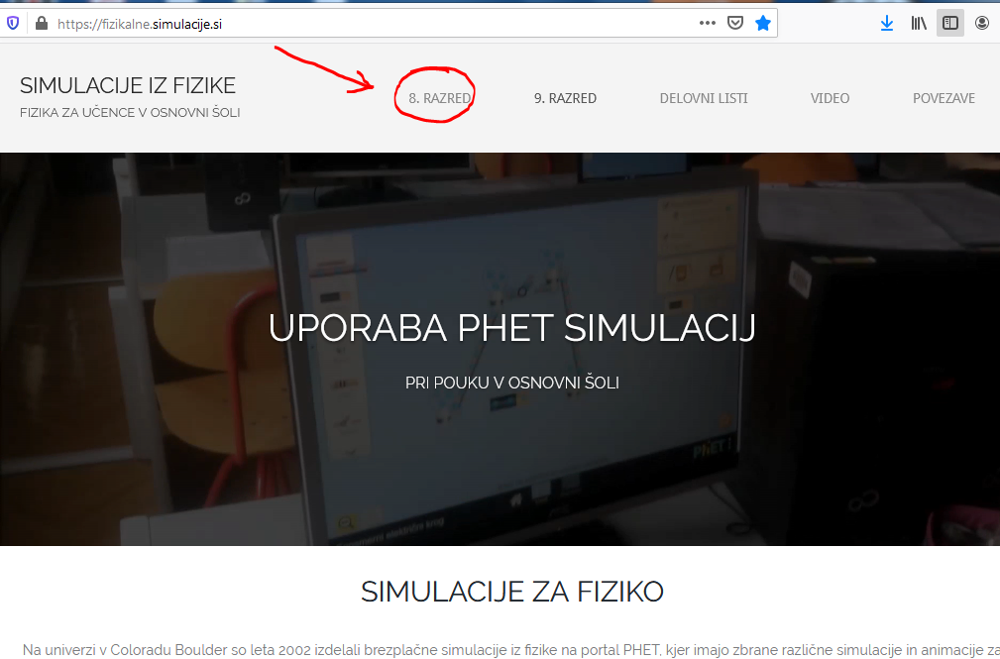 https://fizikalne.simulacije.si
SIMULACIJE IZ FIZIKE
FIZIKA ZA UČENCE V OSNOVNI ŠOLI
8. RAZRED
9. RAZRED
DELOVNI LISTI
VIDEO
POVEZAVE
UPORABA PHET SIMULACIJ
PRI POUKU V OSNOVNI ŠOLI
PhET
SIMULACIJE ZA FIZIKO
Na univerzi v Coloradu Boulder so leta 2002 izdelali brezplačne simulacije iz fizike na portal PHET, kjer imajo zbrane različne simulacije in animacije za